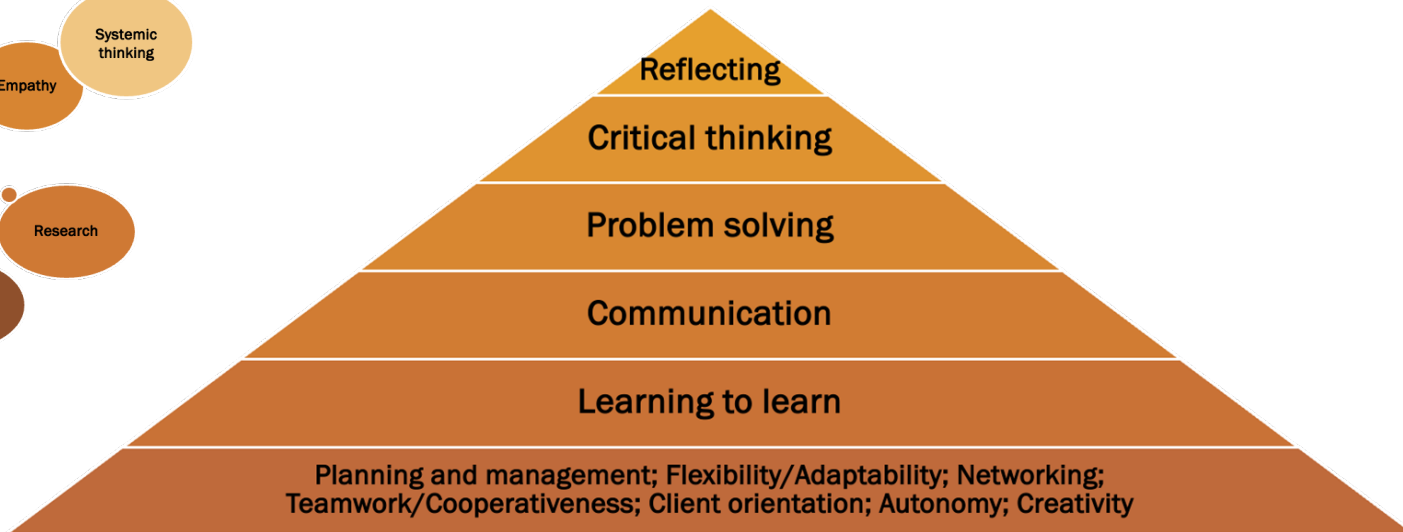 Systemic
thinking
Empathy
Research
Reflecting
Critical thinking
Problem solving
Communication
Learning to learn
Planning and management; Flexibility/Adaptability; Networking;
Teamwork/Cooperativeness; Client orientation; Autonomy; Creativity